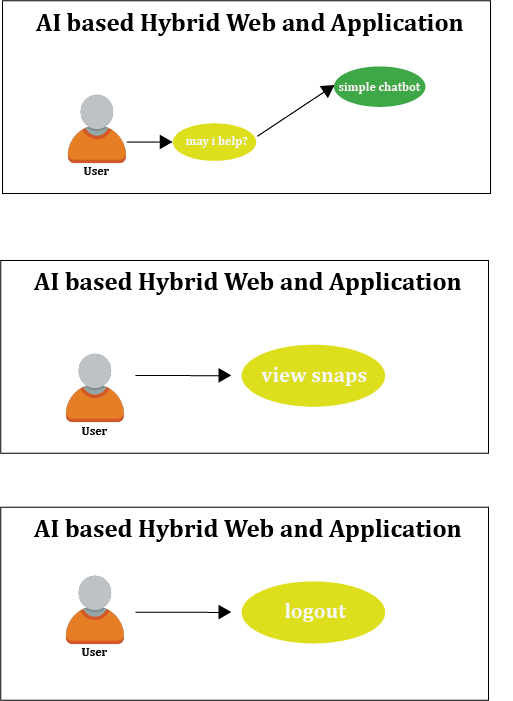 AI based Hybrid Web and Application
simple chatbot
may i help?
User
AI based Hybrid Web and Application
view snaps
User
AI based Hybrid Web and Application
logout
User